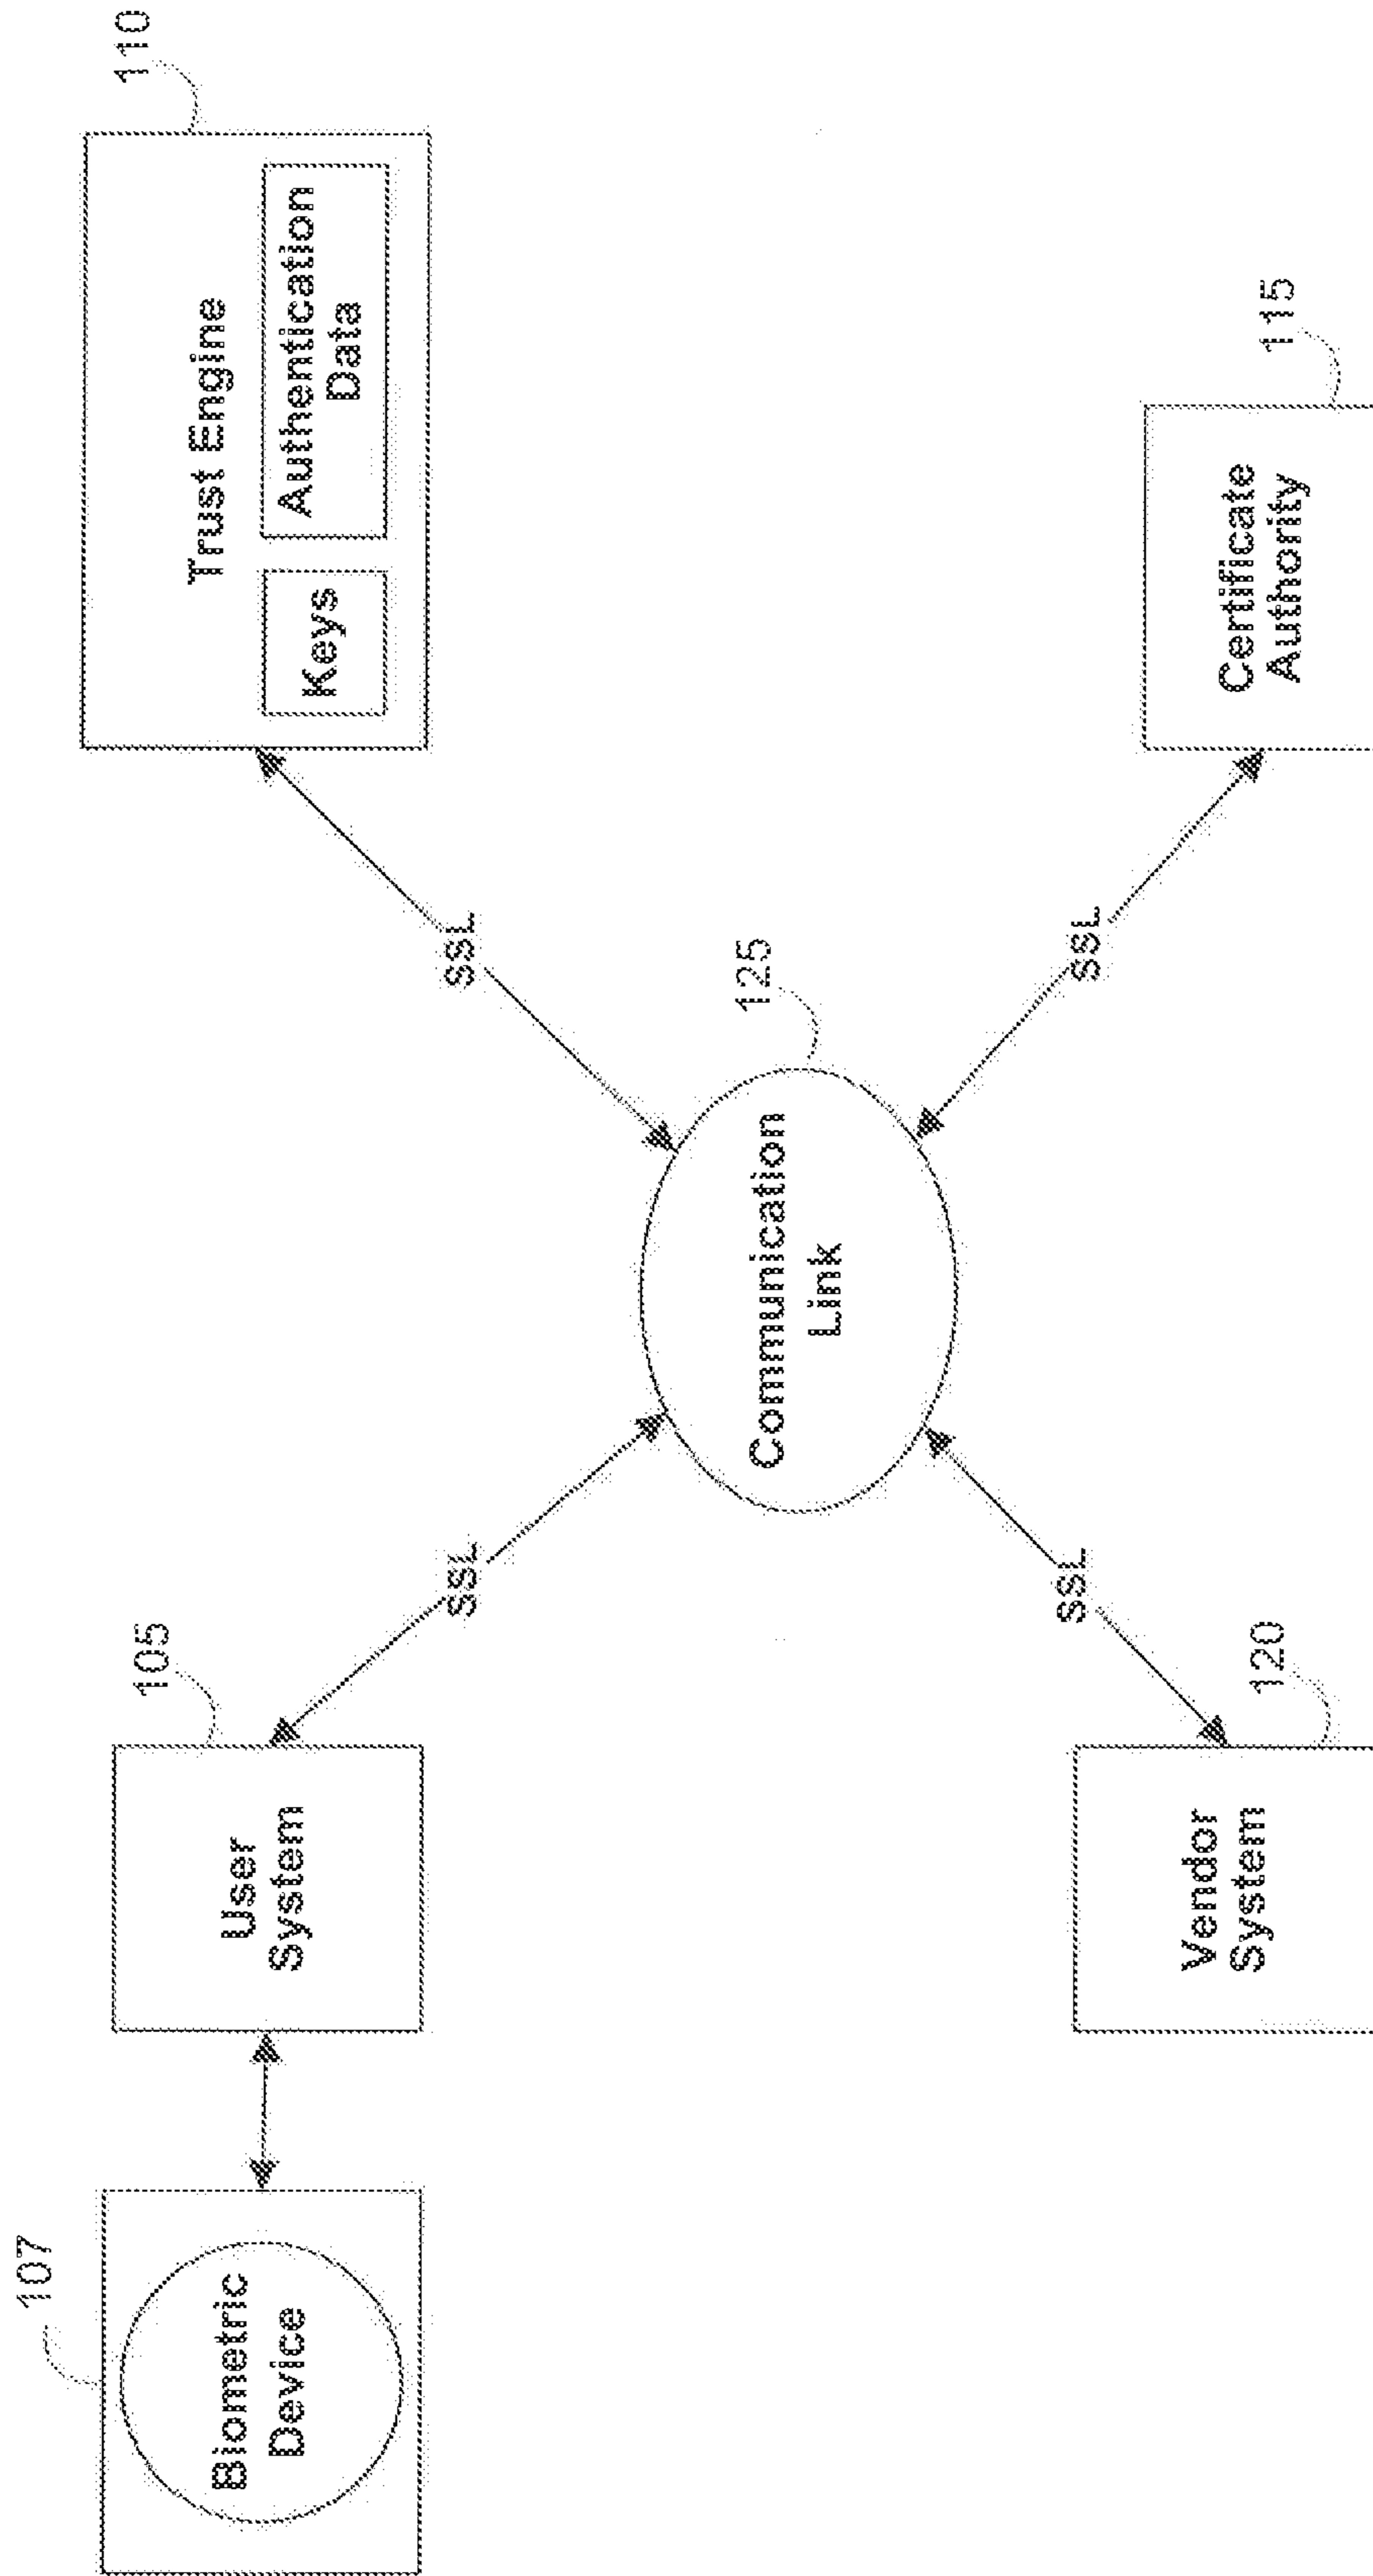 107
Biometric
Device
105
User
System
SSL
110
Trust Engine
Keys
Authentication
Data
SSL
125
Communication
Link
SSL
120
Vendor
System
SSL
115
Certificate
Authority